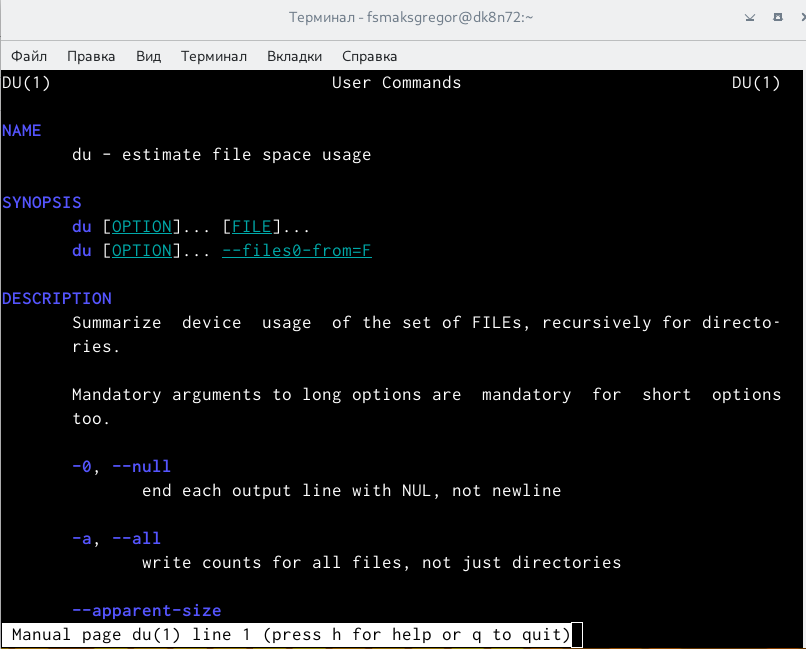 Терминал - fsmaksgregor@dk8n72:~
Файл Правка Вид Терминал Вкладки Справка
DU(1) User Commands DU(1)
NAME
du - estimate file space usage
SYNOPSIS
du [OPTION]... [FILE]...
du [OPTION]... --files0-from=F
DESCRIPTION
Summarize device usage of the set of FILEs, recursively for directo-
ries.
Mandatory arguments to long options are mandatory for short options
too.
-0, --null
end each output line with NUL, not newline
-a, --all
write counts for all files, not just directories
--apparent-size
Manual page du(1) line 1 (press h for help or q to quit)